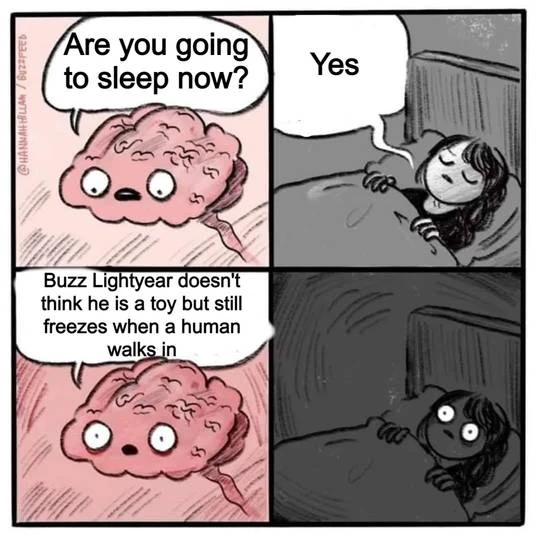 Are you going
to sleep now?
Yes
@HANNAHHILLAM / BUZZFEED
Buzz Lightyear doesn't
think he is a toy but still
freezes when a human
walks in